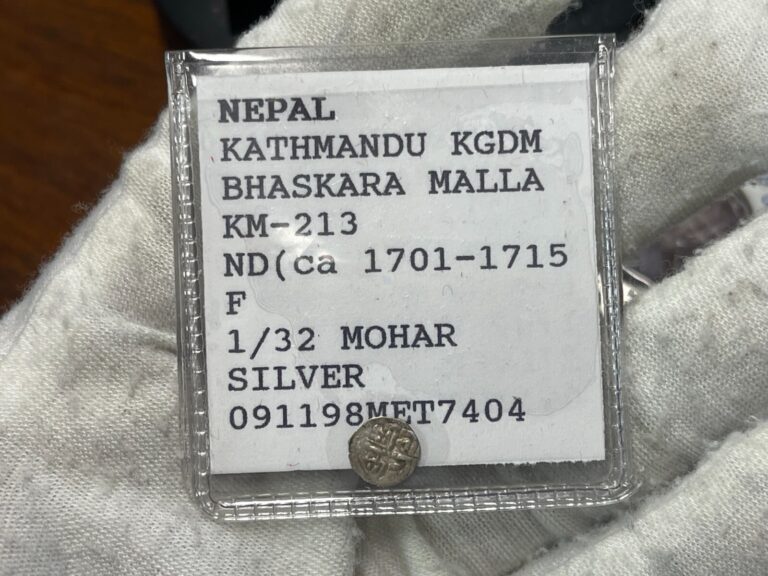 NEPAL
KATHMANDU KGDM
BHASKARA MALLA
KM-213
ND(ca 1701-1715
F
1/32 MOHAR
SILVER
091198MET7404